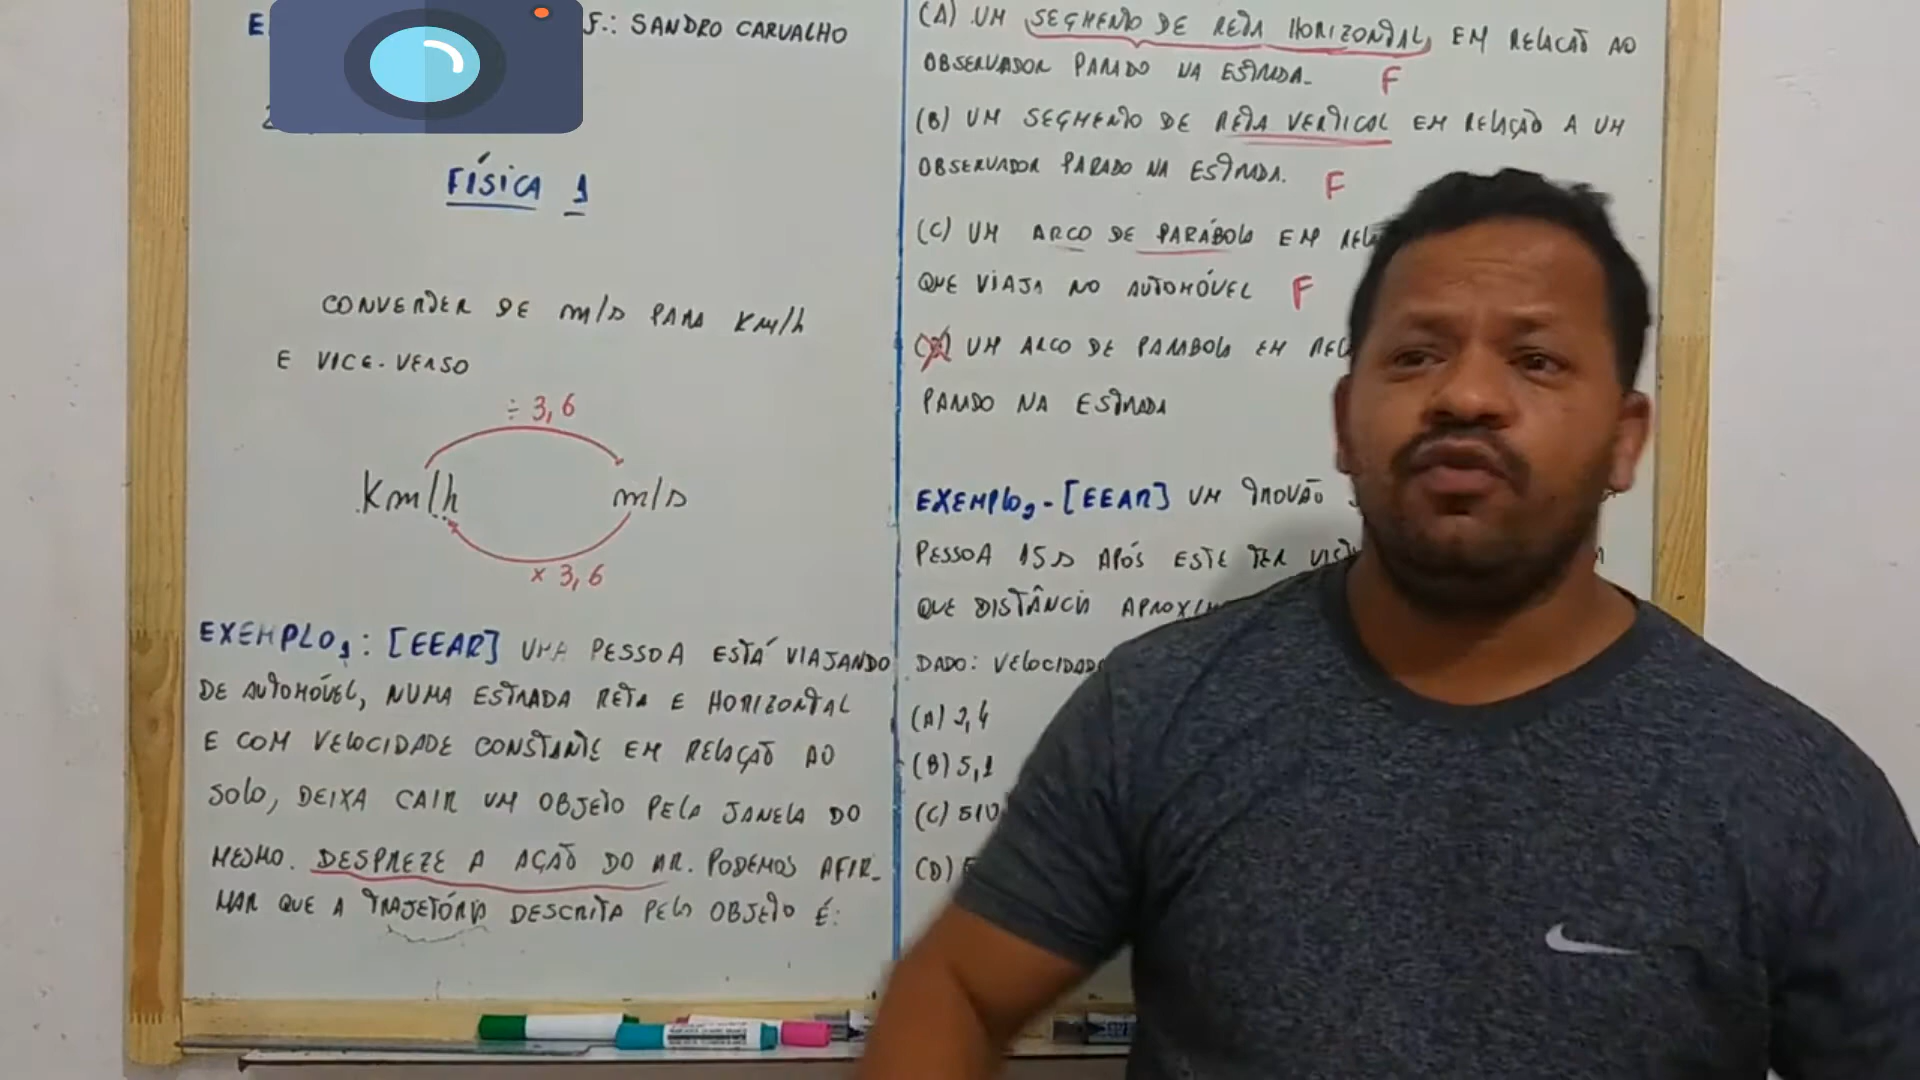 F.: SANDRO CARVALHO
FÍSICA 1
CONVERTER DE m/s PARA KM/h
E VICE-VERSO
÷ 3,6
Km/h m/s
x 3,6
EXEMPLO1: [EEAR] UMA PESSOA ESTÁ VIAJANDO
DE AUTOMÓVEL, NUMA ESTRADA RETA E HORIZONTAL
E COM VELOCIDADE CONSTANTE EM RELAÇÃO AO
SOLO, DEIXA CAIR UM OBJETO PELA JANELA DO
MESMO. DESPREZE A AÇÃO DO AR. PODEMOS AFIR-
MAR QUE A TRAJETÓRIA DESCRITA PELO OBJETO É:
(A) UM SEGMENTO DE RETA HORIZONTAL, EM RELACAÕ AO
OBSERVADOR PARADO NA ESTRADA. F
(B) UM SEGMENTO DE RETA VERTICAL EM RELAÇÃO A UM
OBSERVADOR PARADO NA ESTRADA. F
(C) UM ARCO DE PARÁBOLA EM
QUE VIAJA NO AUTOMÓVEL F
UM ARCO DE PARABOLA EM
PARADO NA ESTRADA
EXEMPLO2 - [EEAR] UM TROVÃO
PESSOA 15s APÓS ESTE TER
QUE DISTÂNCIA
DADO: VELOCIDADE
(A)
(B) 5,1
(C) 510
(D)